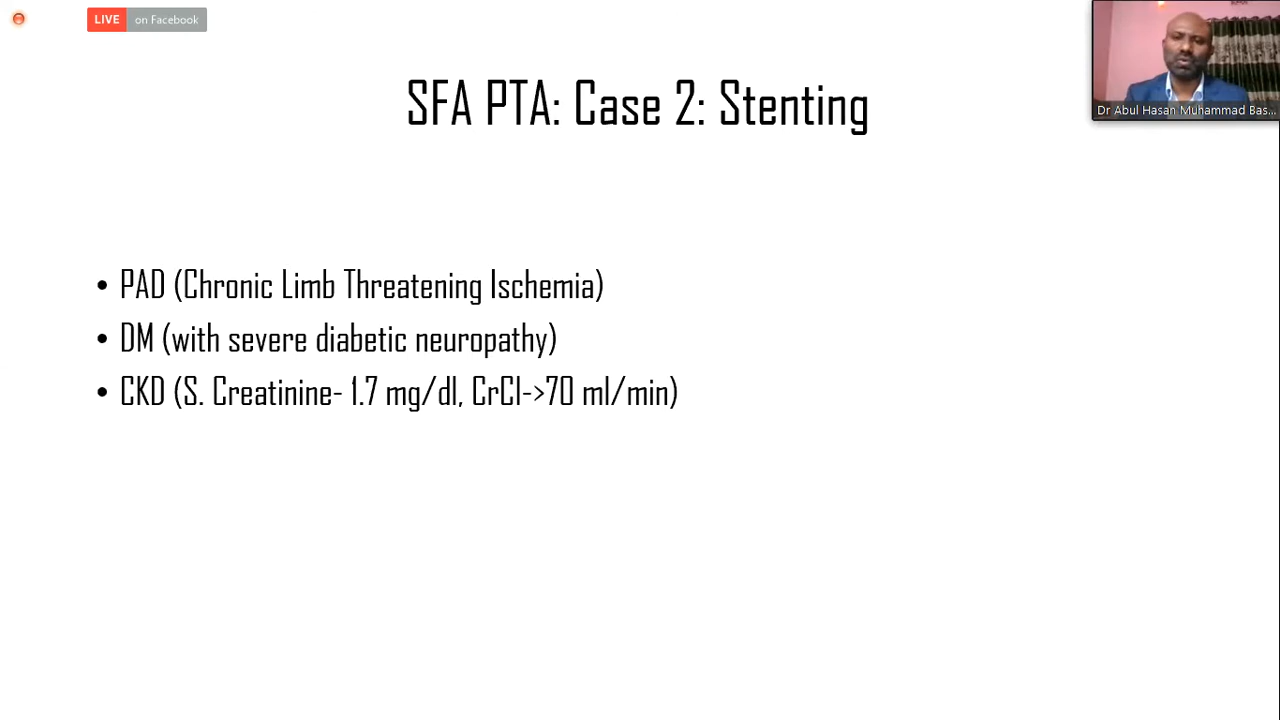 LIVE on Facebook
Dr Abul Hasan Muhammad Bas...
SFA PTA: Case 2: Stenting
• PAD (Chronic Limb Threatening Ischemia)
• DM (with severe diabetic neuropathy)
• CKD (S. Creatinine- 1.7 mg/dl, CrCl->70 ml/min)